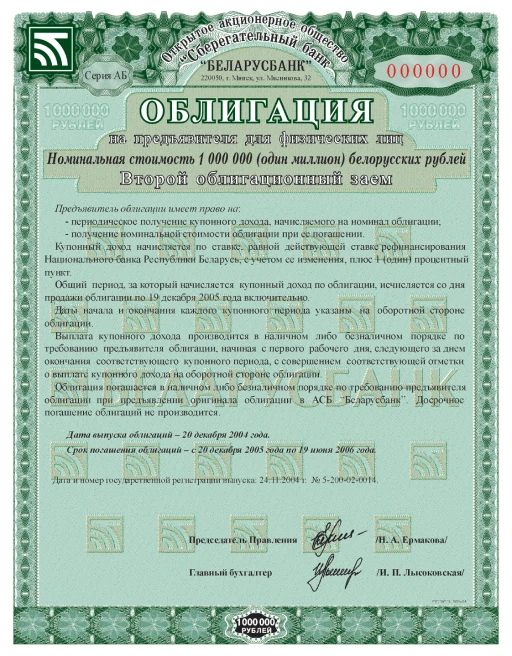 Открытое акционерное общество
"Сберегательный банк
"БЕЛАРУСБАНК"
220050, г. Минск, ул. Мясникова, 32
Серия АБ
000000
1000000
РУБЛЕЙ
1000000
РУБЛЕЙ
ОБЛИГАЦИЯ
на предъявителя для физических лиц
Номинальная стоимость 1 000 000 (один миллион) белорусских рублей
Второй облигационный заем
Предъявитель облигации имеет право на:
- периодическое получение купонного дохода, начисляемого на номинал облигации;
- получение номинальной стоимости облигации при ее погашении.
Купонный доход начисляется по ставке, равной действующей ставке рефинансирования
Национального банка Республики Беларусь, с учетом ее изменения, плюс 1 (один) процентный
пункт.
Общий период, за который начисляется купонный доход по облигации, исчисляется со дня
продажи облигации по 19 декабря 2005 года включительно.
Даты начала и окончания каждого купонного периода указаны на оборотной стороне
облигации.
Выплата купонного дохода производится в наличном либо безналичном порядке по
требованию предъявителя облигации, начиная с первого рабочего дня, следующего за днем
окончания соответствующего купонного периода, с совершением соответствующей отметки
о выплате купонного дохода на оборотной стороне облигации.
Облигация погашается в наличном либо безналичном порядке по требованию предъявителя
облигации при предъявлении оригинала облигации в АСБ "Беларусбанк". Досрочное
погашение облигаций не производится.
БЕЛАРУСБАНК
Дата выпуска облигаций – 20 декабря 2004 года.
Срок погашения облигаций – с 20 декабря 2005 года по 19 июня 2006 года.
Дата и номер государственной регистрации выпуска: 24.11.2004 г. № 5-200-02-0014.
Председатель Правления /Н. А. Ермакова/
Главный бухгалтер /И. П. Лысоковская/
1000000
РУБЛЕЙ